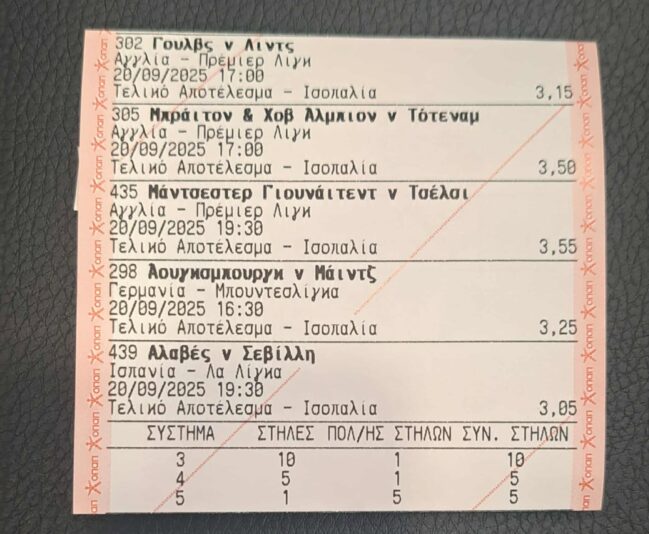 302 Γουλβς v Λιντς
Αγγλία - Πρέμιερ Λιγκ
20/09/2025 17:00
Τελικό Αποτέλεσμα - Ισοπαλία 3,15
305 Μπράιτον & Χοβ Άλμπιον v Τότεναμ
Αγγλία - Πρέμιερ Λιγκ
20/09/2025 17:00
Τελικό Αποτέλεσμα - Ισοπαλία 3,50
435 Μάντσεστερ Γιουνάιτεντ v Τσέλσι
Αγγλία - Πρέμιερ Λιγκ
20/09/2025 19:30
Τελικό Αποτέλεσμα - Ισοπαλία 3,55
298 Άουγκσμπουργκ v Μάιντζ
Γερμανία - Μπουντεσλίγκα
20/09/2025 16:30
Τελικό Αποτέλεσμα - Ισοπαλία 3,25
439 Αλαβές v Σεβίλλη
Ισπανία - Λα Λίγκα
20/09/2025 19:30
Τελικό Αποτέλεσμα - Ισοπαλία 3,05
ΣΥΣΤΗΜΑ ΣΤΗΛΕΣ ΠΟΛ/ΗΣ ΣΤΗΛΩΝ ΣΥΝ. ΣΤΗΛΩΝ
3 10 1 10
4 5 1 5
5 1 5 5